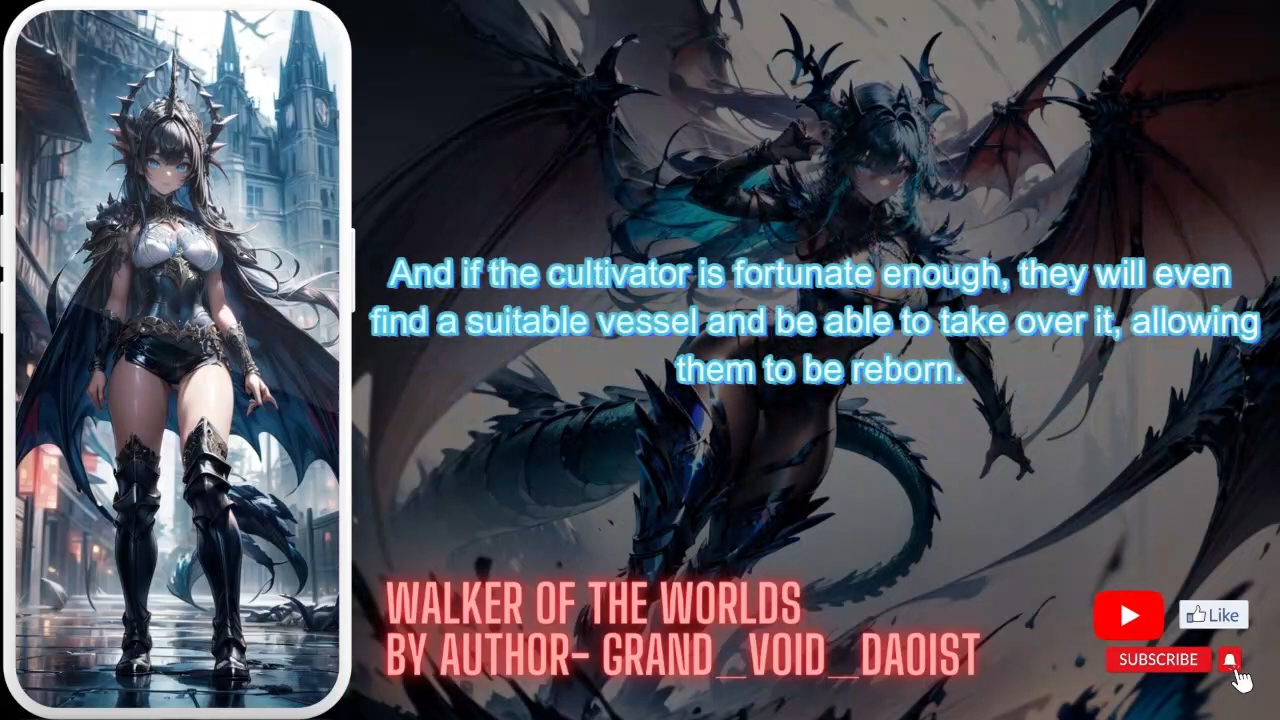 And if the cultivator is fortunate enough, they will even
find a suitable vessel and be able to take over it, allowing
them to be reborn.
WALKER OF THE WORLDS
BY AUTHOR- GRAND_VOID_DAOIST
Like
SUBSCRIBE